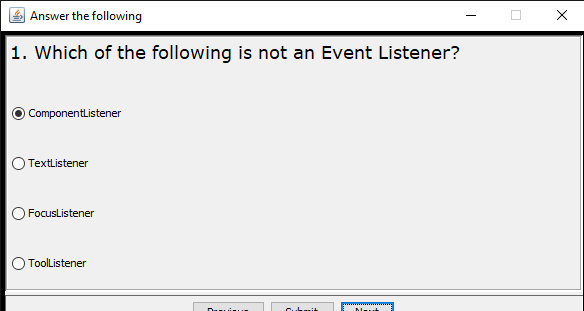 Answer the following
1. Which of the following is not an Event Listener?
ComponentListener
TextListener
FocusListener
ToolListener
Previous Submit Next